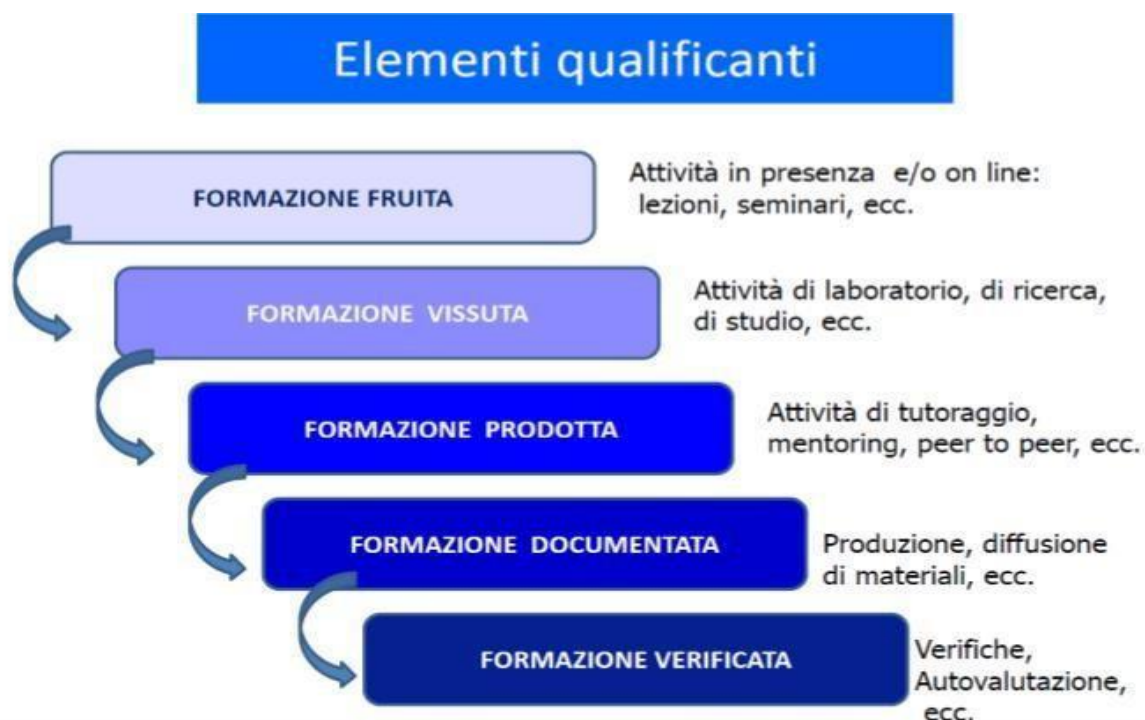 Elementi qualificanti
FORMAZIONE FRUITA
Attività in presenza e/o on line:
lezioni, seminari, ecc.
FORMAZIONE VISSUTA
Attività di laboratorio, di ricerca,
di studio, ecc.
FORMAZIONE PRODOTTA
Attività di tutoraggio,
mentoring, peer to peer, ecc.
FORMAZIONE DOCUMENTATA
Produzione, diffusione
di materiali, ecc.
FORMAZIONE VERIFICATA
Verifiche,
Autovalutazione,
ecc.